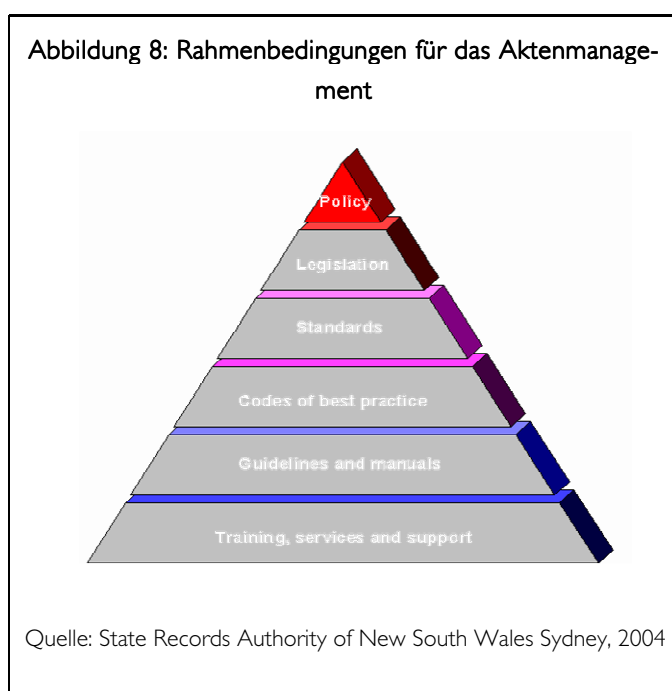 Abbildung 8: Rahmenbedingungen für das Aktenmanage-
ment
Policy
Legislation
Standards
Codes of best practice
Guidelines and manuals
Training, services and support
Quelle: State Records Authority of New South Wales Sydney, 2004